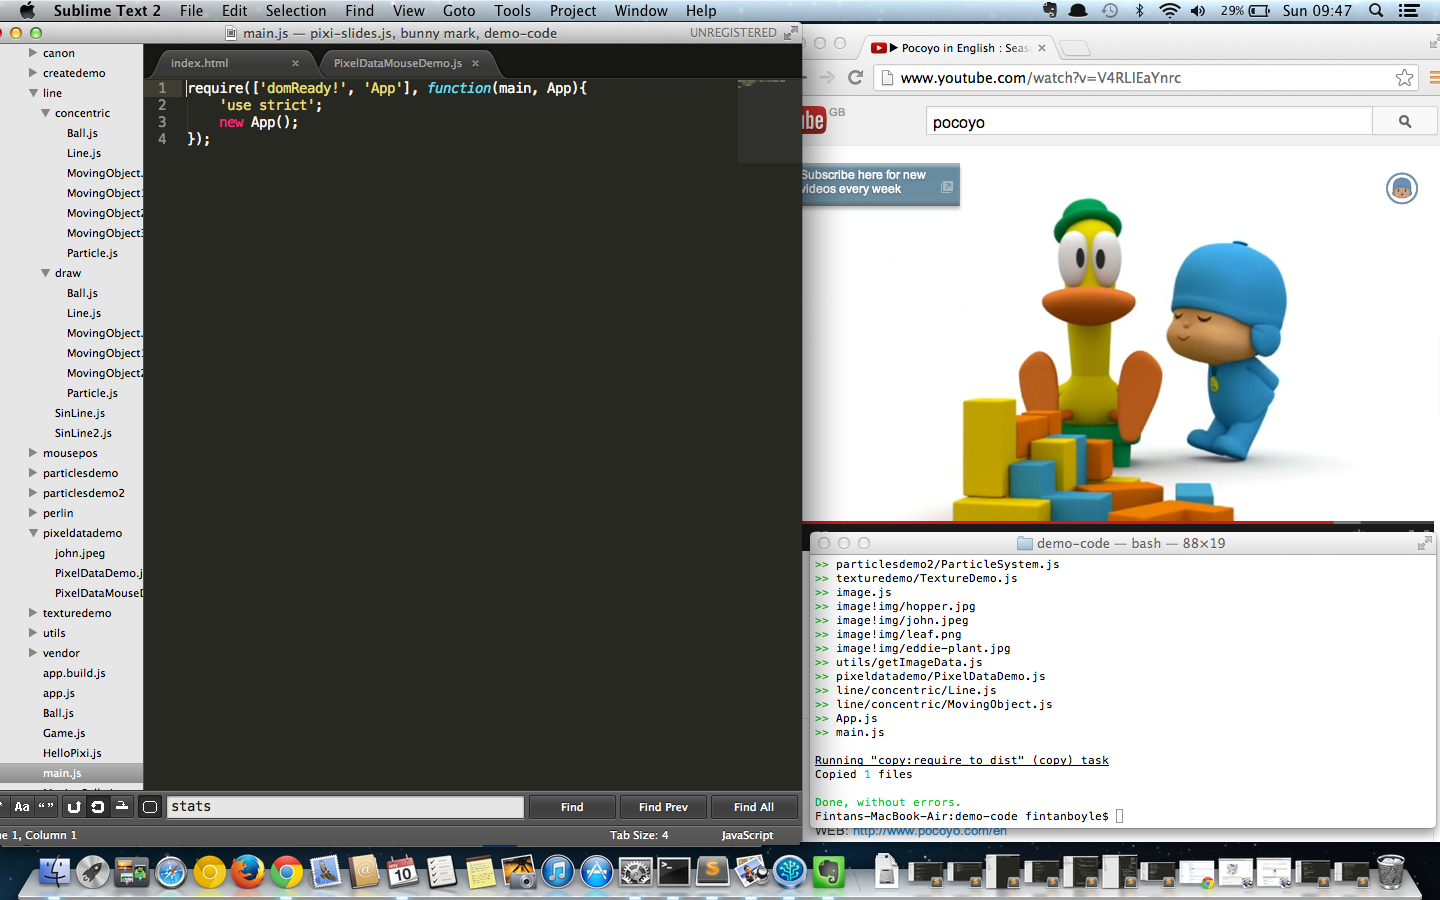 Sublime Text 2 File Edit Selection Find View Goto Tools Project Window Help 29% Sun 09:47
main.js — pixi-slides.js, bunny mark, demo-code UNREGISTERED
canon
createdemo
line
concentric
Ball.js
Line.js
MovingObject.
MovingObject
MovingObject2
MovingObject3
Particle.js
draw
Ball.js
Line.js
MovingObject.
MovingObject
MovingObject2
Particle.js
SinLine.js
SinLine2.js
mousepos
particlesdemo
particlesdemo2
perlin
pixeldatademo
john.jpeg
PixelDataDemo.j
PixelDataMouseD
texturedemo
utils
vendor
app.build.js
app.js
Ball.js
Game.js
HelloPixi.js
main.js
index.html × PixelDataMouseDemo.js ×
1 require(['domReady!', 'App'], function(main, App){
2 'use strict';
3 new App();
4 });
Aa “ ” stats Find Find Prev Find All
ne 1, Column 1 Tab Size: 4 JavaScript
Pocoyo in English : Seas ×
www.youtube.com/watch?v=V4RLIEaYnrc
be GB pocoyo
Subscribe here for new
videos every week
demo-code — bash — 88×19
>> particlesdemo2/ParticleSystem.js
>> texturedemo/TextureDemo.js
>> image.js
>> image!img/hopper.jpg
>> image!img/john.jpeg
>> image!img/leaf.png
>> image!img/eddie-plant.jpg
>> utils/getImageData.js
>> pixeldatademo/PixelDataDemo.js
>> line/concentric/Line.js
>> line/concentric/MovingObject.js
>> App.js
>> main.js
Running "copy:require_to_dist" (copy) task
Copied 1 files
Done, without errors.
Fintans-MacBook-Air:demo-code fintanboyle$
WEB: http://www.pocoyo.com/en
NOV
10